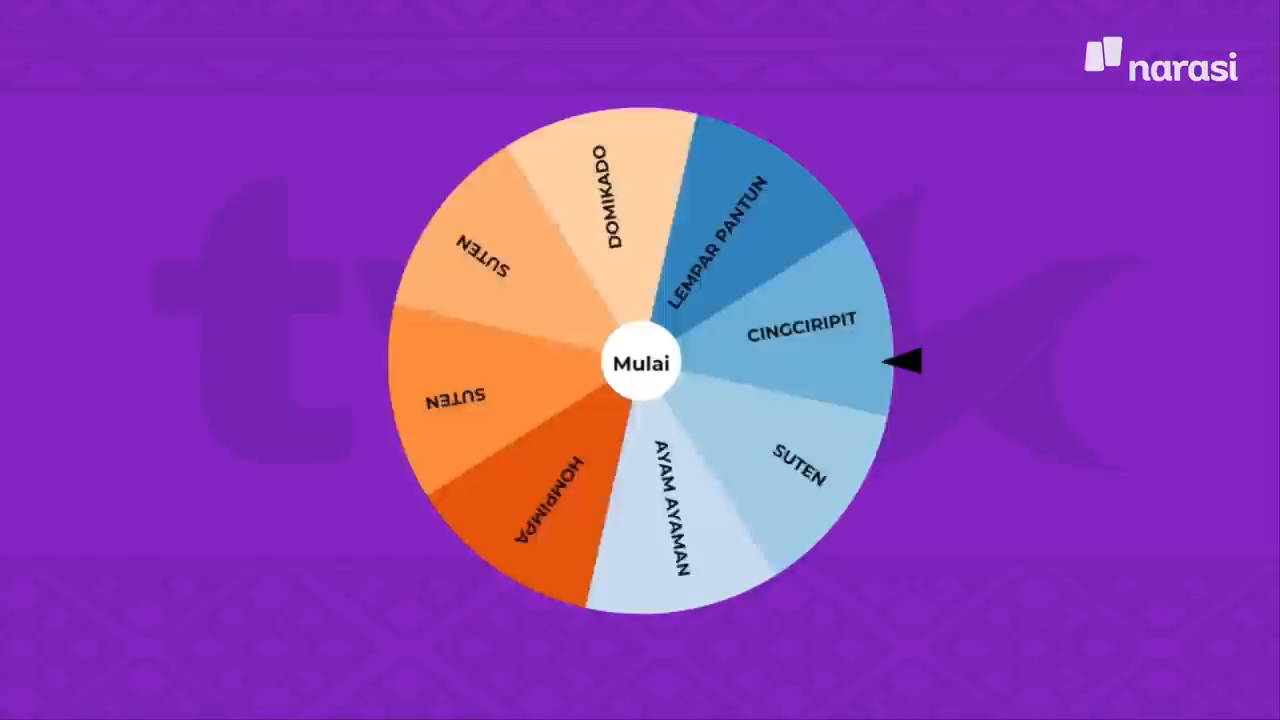 narasi
DOMIKADO
LEMPAR PANTUN
SUTEN
CINGCIRIPIT
Mulai
SUTEN
SUTEN
HOMPIMPA
AYAM AYAMAN